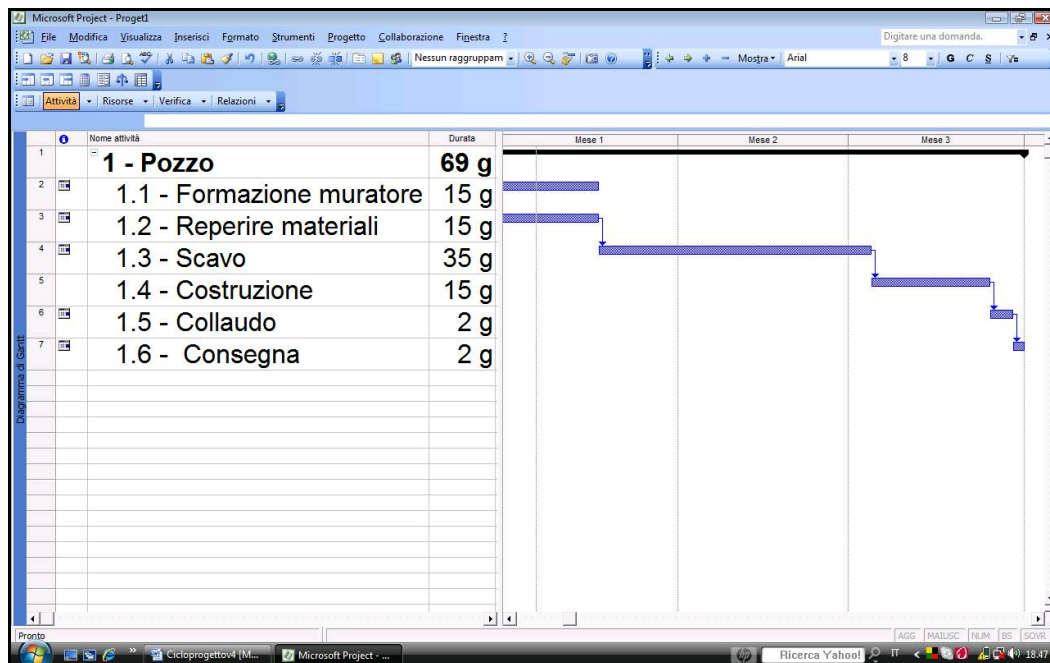 Microsoft Project - Proget1
File Modifica Visualizza Inserisci Formato Strumenti Progetto Collaborazione Finestra ? Digitare una domanda.
Nessun raggruppam Mostra Arial 8 G C S
Attività Risorse Verifica Relazioni
Nome attività Durata Mese 1 Mese 2 Mese 3
1 1 - Pozzo 69 g
2 1.1 - Formazione muratore 15 g
3 1.2 - Reperire materiali 15 g
4 1.3 - Scavo 35 g
5 1.4 - Costruzione 15 g
6 1.5 - Collaudo 2 g
7 1.6 - Consegna 2 g
Diagramma di Gantt
Pronto AGG MAIUSC NUM BS SOVR
Cicloprogettov4 [M... Microsoft Project - ... hp Ricerca Yahoo! IT 18.47